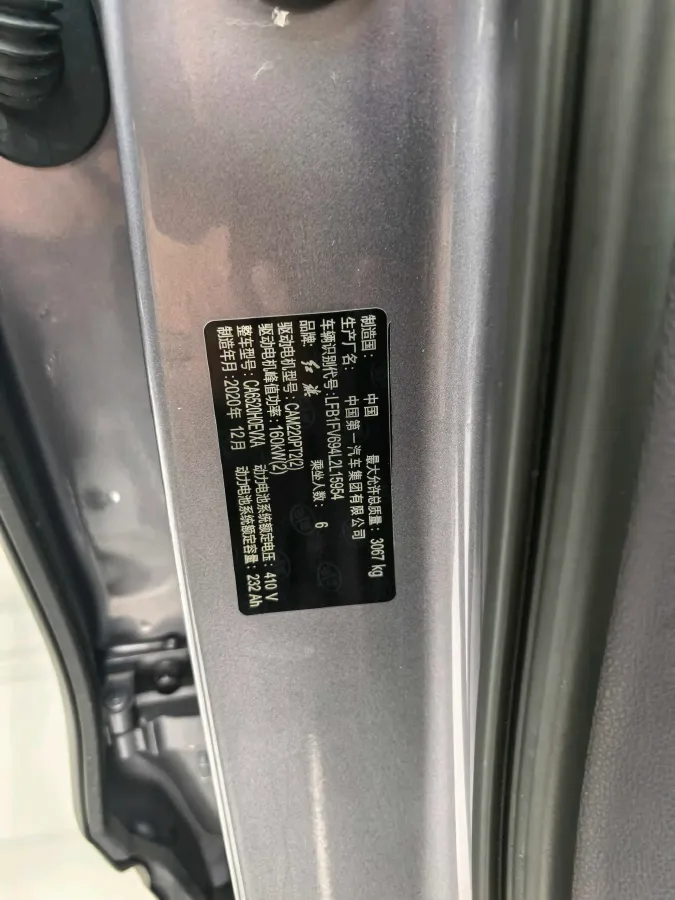 制造国: 中国 最大允许总质量: 3067 kg
生产厂名: 中国第一汽车集团有限公司
车辆识别代号: LFB1FV694L2L15954
品牌: 红旗 乘坐人数: 6
驱动电机型号: CAM220PT2(2)
驱动电机峰值功率: 160kW(2) 动力电池系统额定电压: 410 V
整车型号: CA6520H0EVXA 动力电池系统额定容量: 232 Ah
制造年月: 2020年 12月